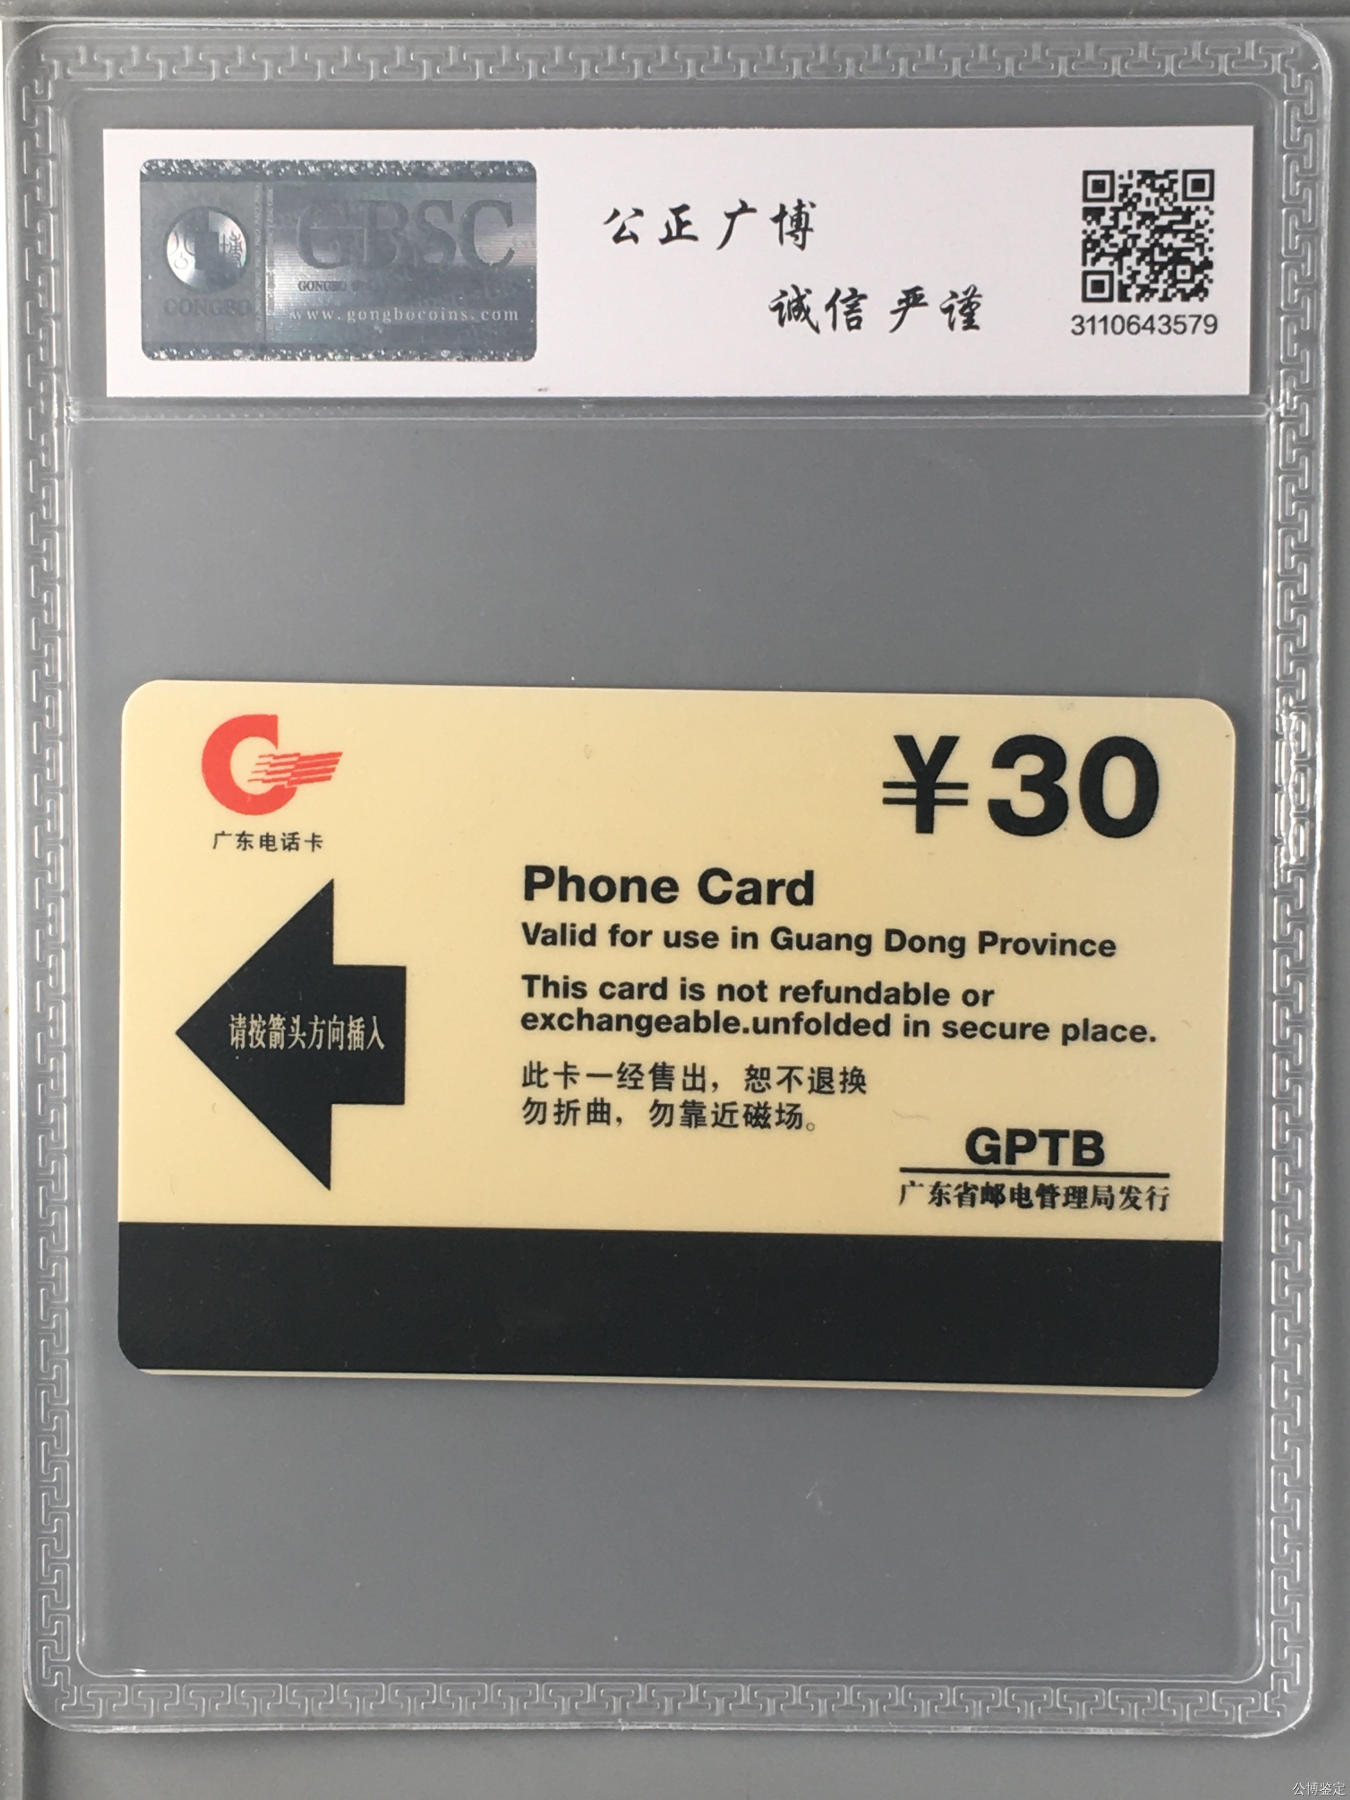 GBSC
GONGBO
www.gongbocoins.com
公正广博
诚信严谨
3110643579
广东电话卡
¥30
Phone Card
Valid for use in Guang Dong Province
This card is not refundable or
exchangeable.unfolded in secure place.
请按箭头方向插入
此卡一经售出，恕不退换
勿折曲，勿靠近磁场。
GPTB
广东省邮电管理局发行
公博鉴定